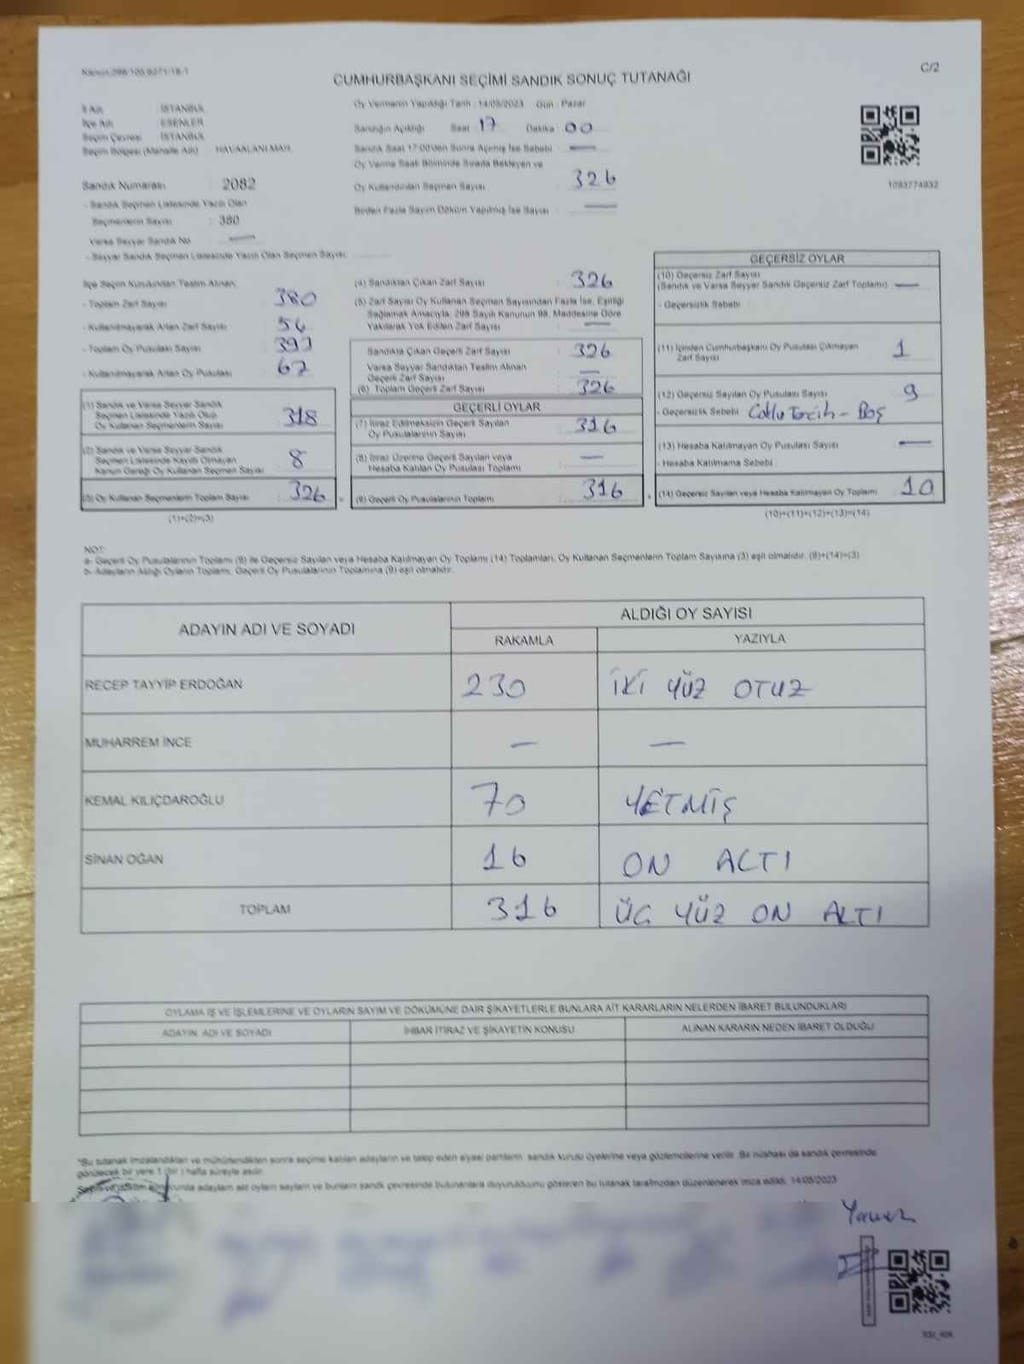 C/2
CUMHURBAŞKANI SEÇİMİ SANDIK SONUÇ TUTANAĞI
İl Adı : İSTANBUL
İlçe Adı : ESENLER
Seçim Çevresi : İSTANBUL
Seçim Bölgesi (Mahalle Adı) : HAVAALANI MAH.
Oy Vermenin Yapıldığı Tarih : 14/05/2023 Gün : Pazar
Sandığın Açıldığı Saat 17 Dakika 00
Sandık Saat 17:00'den Sonra Açılmış İse Sebebi —
Oy Verme Saati Bitiminde Sırada Bekleyen ve
Oy Kullandırılan Seçmen Sayısı 326
Birden Fazla Sayım Döküm Yapılmış İse Sayısı —
1093774932
Sandık Numarası : 2082
- Sandık Seçmen Listesinde Yazılı Olan
Seçmenlerin Sayısı : 380
Varsa Seyyar Sandık No —
- Seyyar Sandık Seçmen Listesinde Yazılı Olan Seçmen Sayısı:
İlçe Seçim Kurulundan Teslim Alınan;
- Toplam Zarf Sayısı 380
- Kullanılmayarak Artan Zarf Sayısı 54
- Toplam Oy Pusulası Sayısı
- Kullanılmayarak Artan Oy Pusulası 67
(1) Sandık ve Varsa Seyyar Sandık
Seçmen Listesinde Yazılı Olup
Oy Kullanan Seçmenlerin Sayısı 318
(2) Sandık ve Varsa Seyyar Sandık
Seçmen Listesinde Kayıtlı Olmayan
Kanun Gereği Oy Kullanan Seçmen Sayısı 8
(3) Oy Kullanan Seçmenlerin Toplam Sayısı 326
(1)+(2)=(3)
(4) Sandıktan Çıkan Zarf Sayısı 326
(5) Zarf Sayısı Oy Kullanan Seçmen Sayısından Fazla İse, Eşitliği
Sağlamak Amacıyla, 298 Sayılı Kanunun 98. Maddesine Göre
Yakılarak Yok Edilen Zarf Sayısı —
Sandıkta Çıkan Geçerli Zarf Sayısı 326
Varsa Seyyar Sandıktan Teslim Alınan
Geçerli Zarf Sayısı —
(6) Toplam Geçerli Zarf Sayısı 326
GEÇERLİ OYLAR
(7) İtiraz Edilmeksizin Geçerli Sayılan
Oy Pusulalarının Sayısı 316
(8) İtiraz Üzerine Geçerli Sayılan veya
Hesaba Katılan Oy Pusulası Toplamı —
(9) Geçerli Oy Pusulalarının Toplamı 316
GEÇERSİZ OYLAR
(10) Geçersiz Zarf Sayısı
(Sandık ve Varsa Seyyar Sandık Geçersiz Zarf Toplamı) —
- Geçersizlik Sebebi
(11) İçinden Cumhurbaşkanı Oy Pusulası Çıkmayan
Zarf Sayısı 1
(12) Geçersiz Sayılan Oy Pusulası Sayısı 9
- Geçersizlik Sebebi Çoklu Tercih - Boş
(13) Hesaba Katılmayan Oy Pusulası Sayısı —
- Hesaba Katılmama Sebebi
(14) Geçersiz Sayılan veya Hesaba Katılmayan Oy Toplamı 10
(10)+(11)+(12)+(13)=(14)
NOT:
a- Geçerli Oy Pusulalarının Toplamı (9) ile Geçersiz Sayılan veya Hesaba Katılmayan Oy Toplamı (14) Toplamları, Oy Kullanan Seçmenlerin Toplam Sayısına (3) eşit olmalıdır. (9)+(14)=(3)
b- Adayların Aldığı Oyların Toplamı, Geçerli Oy Pusulalarının Toplamına (9) eşit olmalıdır.
ADAYIN ADI VE SOYADI
ALDIĞI OY SAYISI
RAKAMLA YAZIYLA
RECEP TAYYİP ERDOĞAN 230 İKİ YÜZ OTUZ
MUHARREM İNCE — —
KEMAL KILIÇDAROĞLU 70 YETMİŞ
SİNAN OĞAN 16 ON ALTI
TOPLAM 316 ÜÇ YÜZ ON ALTI
OYLAMA İŞ VE İŞLEMLERİNE VE OYLARIN SAYIM VE DÖKÜMÜNE DAİR ŞİKAYETLERLE BUNLARA AİT KARARLARIN NELERDEN İBARET BULUNDUKLARI
ADAYIN ADI VE SOYADI İHBAR İTİRAZ VE ŞİKAYETİN KONUSU ALINAN KARARIN NEDEN İBARET OLDUĞU
*Bu tutanak imzalandıktan ve mühürlendikten sonra seçime katılan adayların ve talep eden siyasi partilerin, sandık kurulu üyelerine veya gözlemcilerine verilir. Bir nüshası da sandık çevresinde
görülecek bir yere 1 (bir) hafta süreyle asılır.
adaylara ait oyların sayılarını ve bunların sandık çevresinde bulunanlara duyurulduğunu gösteren bu tutanak tarafımızdan düzenlenerek imza edildi. 14/05/2023